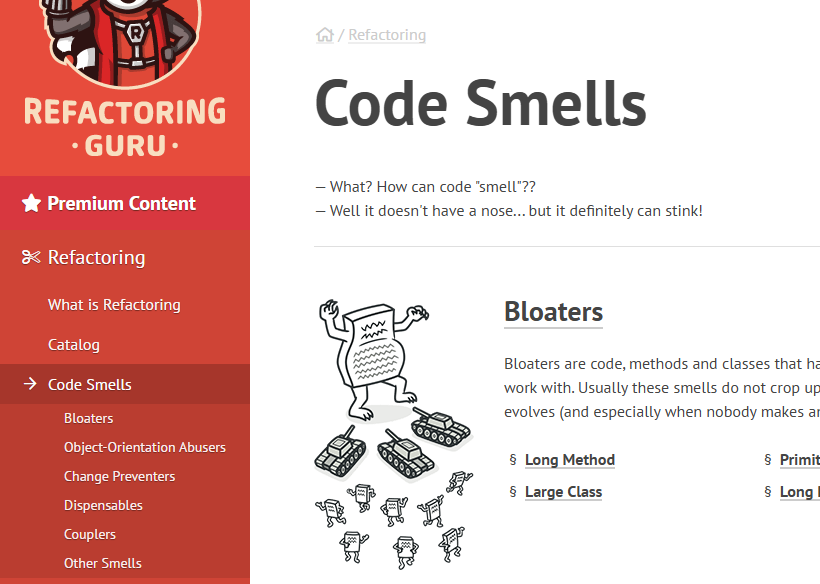 REFACTORING
· GURU ·
Premium Content
Refactoring
What is Refactoring
Catalog
Code Smells
Bloaters
Object-Orientation Abusers
Change Preventers
Dispensables
Couplers
Other Smells
/ Refactoring
Code Smells
— What? How can code "smell"??
— Well it doesn't have a nose... but it definitely can stink!
Bloaters
Bloaters are code, methods and classes that ha
work with. Usually these smells do not crop up
evolves (and especially when nobody makes an
§ Long Method
§ Primit
§ Large Class
§ Long
R